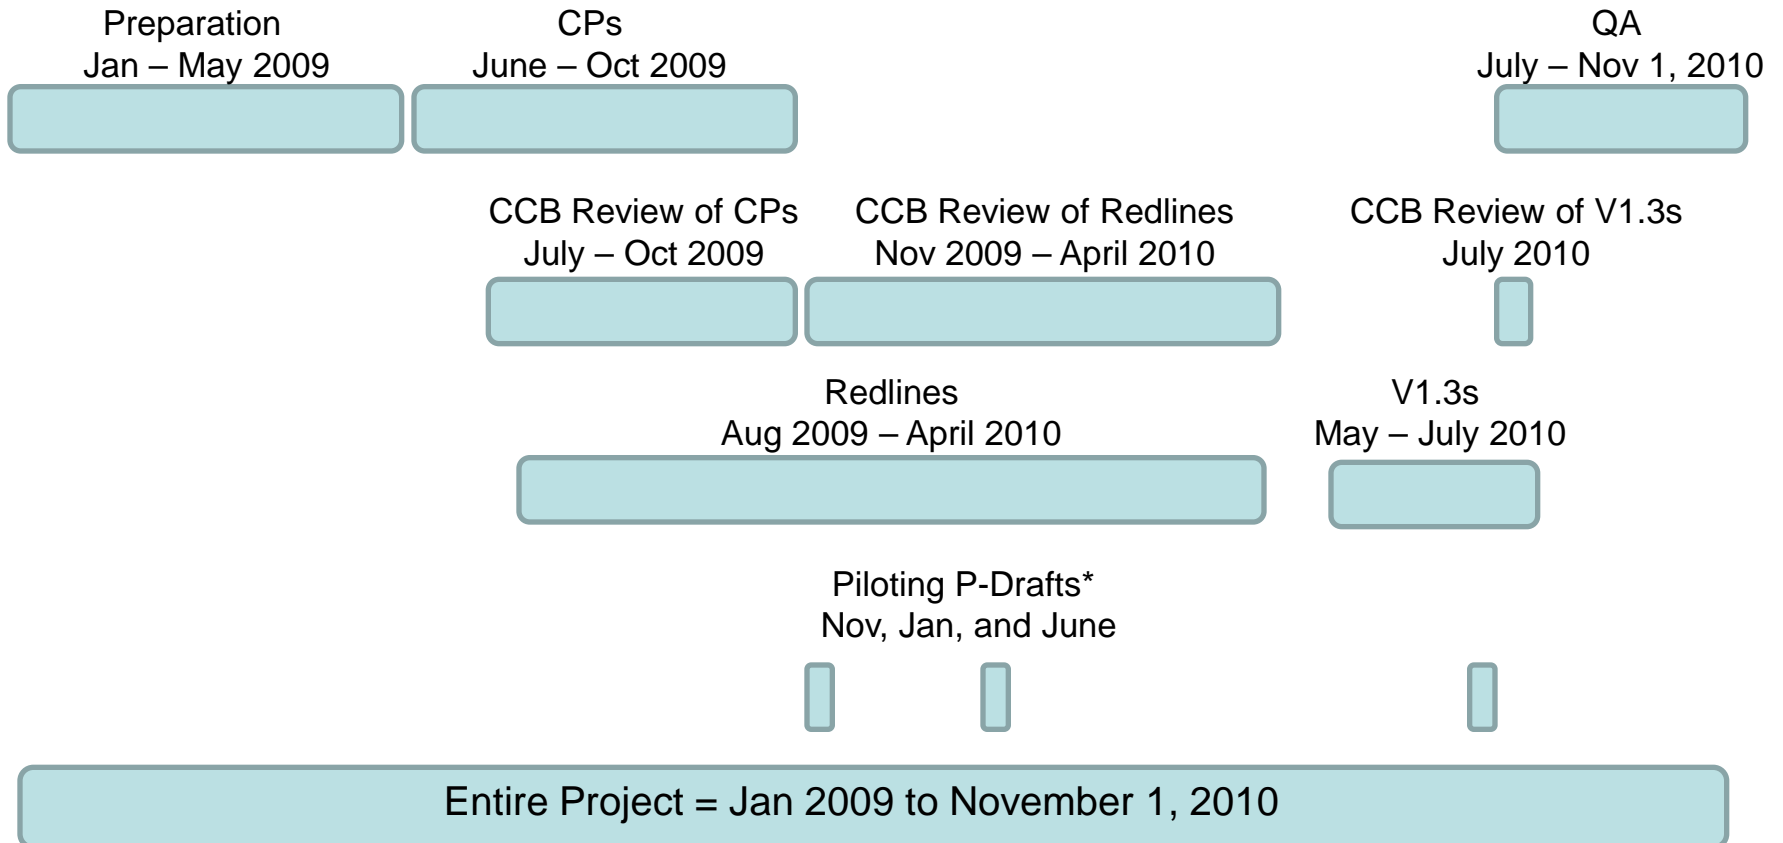 Preparation
Jan – May 2009
CPs
June – Oct 2009
QA
July – Nov 1, 2010
CCB Review of CPs
July – Oct 2009
CCB Review of Redlines
Nov 2009 – April 2010
CCB Review of V1.3s
July 2010
Redlines
Aug 2009 – April 2010
V1.3s
May – July 2010
Piloting P-Drafts*
Nov, Jan, and June
Entire Project = Jan 2009 to November 1, 2010